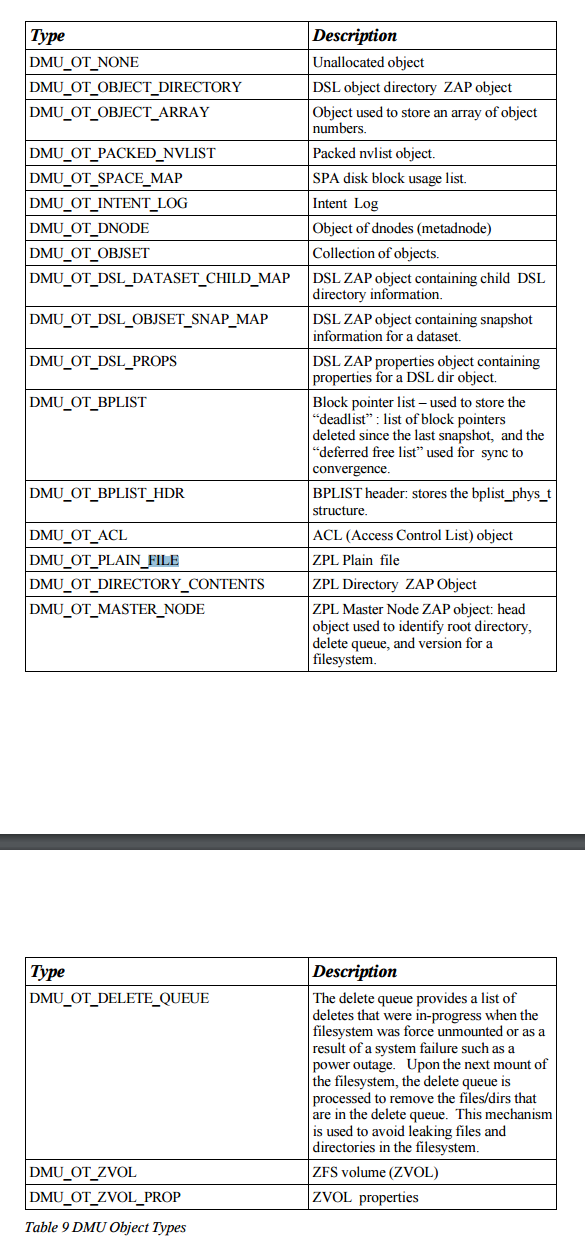 Type Description
DMU_OT_NONE Unallocated object
DMU_OT_OBJECT_DIRECTORY DSL object directory ZAP object
DMU_OT_OBJECT_ARRAY Object used to store an array of object
numbers.
DMU_OT_PACKED_NVLIST Packed nvlist object.
DMU_OT_SPACE_MAP SPA disk block usage list.
DMU_OT_INTENT_LOG Intent Log
DMU_OT_DNODE Object of dnodes (metadnode)
DMU_OT_OBJSET Collection of objects.
DMU_OT_DSL_DATASET_CHILD_MAP DSL ZAP object containing child DSL
directory information.
DMU_OT_DSL_OBJSET_SNAP_MAP DSL ZAP object containing snapshot
information for a dataset.
DMU_OT_DSL_PROPS DSL ZAP properties object containing
properties for a DSL dir object.
DMU_OT_BPLIST Block pointer list – used to store the
“deadlist” : list of block pointers
deleted since the last snapshot, and the
“deferred free list” used for sync to
convergence.
DMU_OT_BPLIST_HDR BPLIST header: stores the bplist_phys_t
structure.
DMU_OT_ACL ACL (Access Control List) object
DMU_OT_PLAIN_FILE ZPL Plain file
DMU_OT_DIRECTORY_CONTENTS ZPL Directory ZAP Object
DMU_OT_MASTER_NODE ZPL Master Node ZAP object: head
object used to identify root directory,
delete queue, and version for a
filesystem.
Type Description
DMU_OT_DELETE_QUEUE The delete queue provides a list of
deletes that were in-progress when the
filesystem was force unmounted or as a
result of a system failure such as a
power outage. Upon the next mount of
the filesystem, the delete queue is
processed to remove the files/dirs that
are in the delete queue. This mechanism
is used to avoid leaking files and
directories in the filesystem.
DMU_OT_ZVOL ZFS volume (ZVOL)
DMU_OT_ZVOL_PROP ZVOL properties
Table 9 DMU Object Types